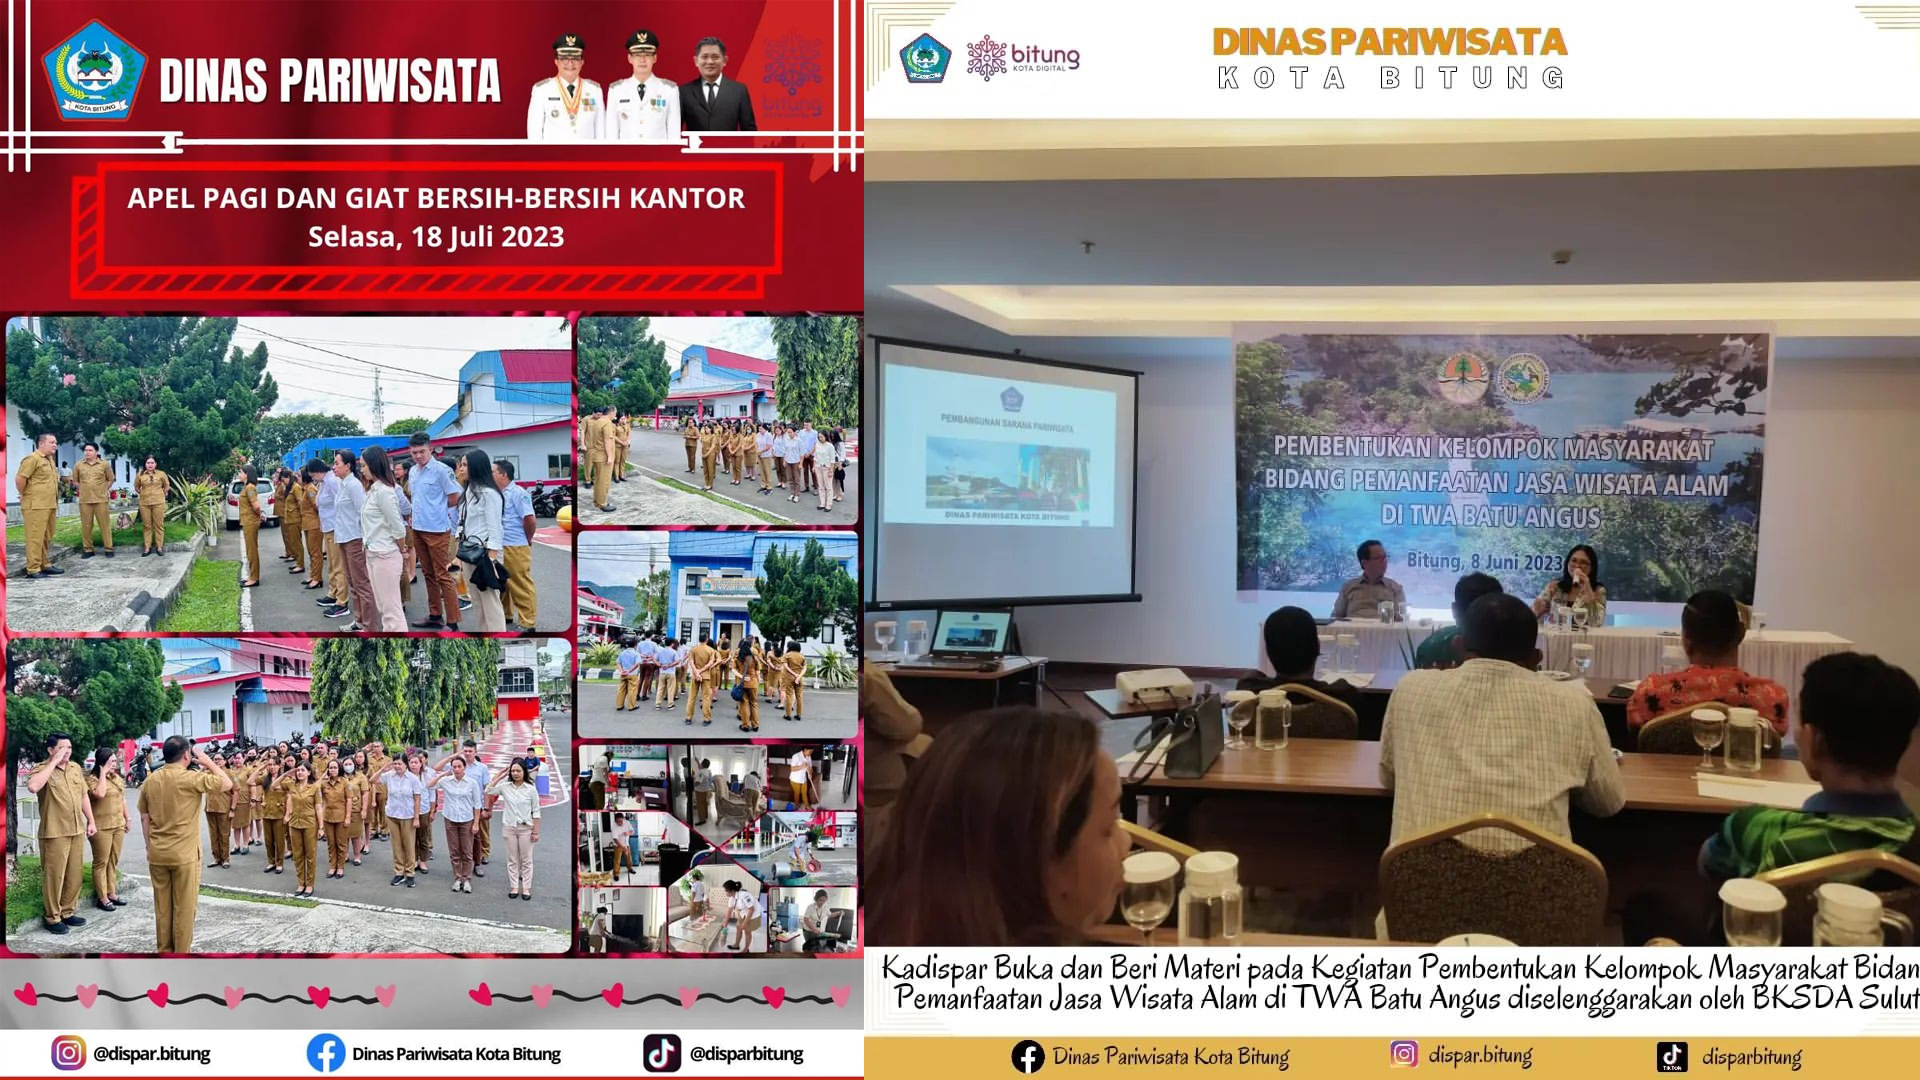 KOTA BITUNG
DINAS PARIWISATA
bitung
APEL PAGI DAN GIAT BERSIH-BERSIH KANTOR
Selasa, 18 Juli 2023
@dispar.bitung
Dinas Pariwisata Kota Bitung
@disparbitung
bitung
KOTA DIGITAL
DINAS PARIWISATA
KOTA BITUNG
PEMBANGUNAN SARANA PARIWISATA
DINAS PARIWISATA KOTA BITUNG
PEMBENTUKAN KELOMPOK MASYARAKAT
BIDANG PEMANFAATAN JASA WISATA ALAM
DI TWA BATU ANGUS
Bitung, 8 Juni 2023
Kadispar Buka dan Beri Materi pada Kegiatan Pembentukan Kelompok Masyarakat Bidan
Pemanfaatan Jasa Wisata Alam di TWA Batu Angus diselenggarakan oleh BKSDA Sulut
Dinas Pariwisata Kota Bitung
dispar.bitung
TikTok
disparbitung